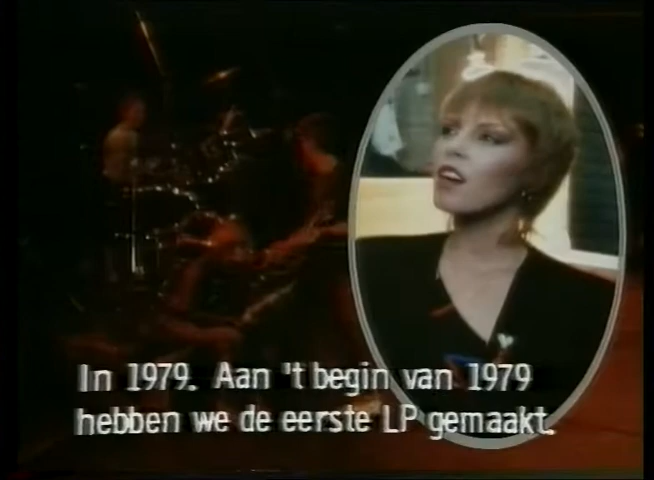 In 1979. Aan 't begin van 1979
hebben we de eerste LP gemaakt.